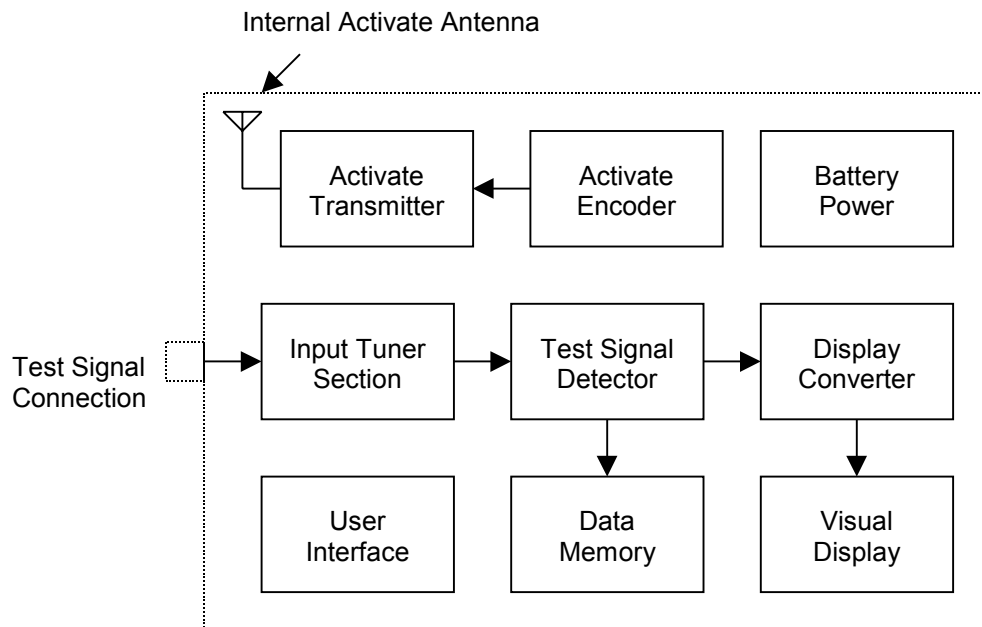 Internal Activate Antenna
Activate
Transmitter
Activate
Encoder
Battery
Power
Test Signal
Connection
Input Tuner
Section
Test Signal
Detector
Display
Converter
User
Interface
Data
Memory
Visual
Display